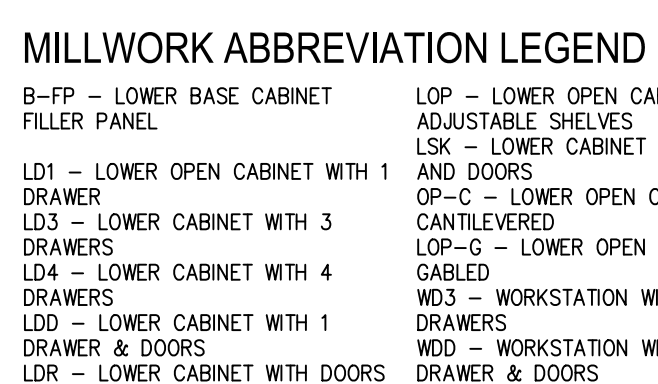 MILLWORK ABBREVIATION LEGEND
B-FP - LOWER BASE CABINET
FILLER PANEL
LD1 - LOWER OPEN CABINET WITH 1
DRAWER
LD3 - LOWER CABINET WITH 3
DRAWERS
LD4 - LOWER CABINET WITH 4
DRAWERS
LDD - LOWER CABINET WITH 1
DRAWER & DOORS
LDR - LOWER CABINET WITH DOORS
LOP - LOWER OPEN
ADJUSTABLE SHELVES
LSK - LOWER CABINET
AND DOORS
OP-C - LOWER OPEN
CANTILEVERED
LOP-G - LOWER OPEN
GABLED
WD3 - WORKSTATION
DRAWERS
WDD - WORKSTATION
DRAWER & DOORS